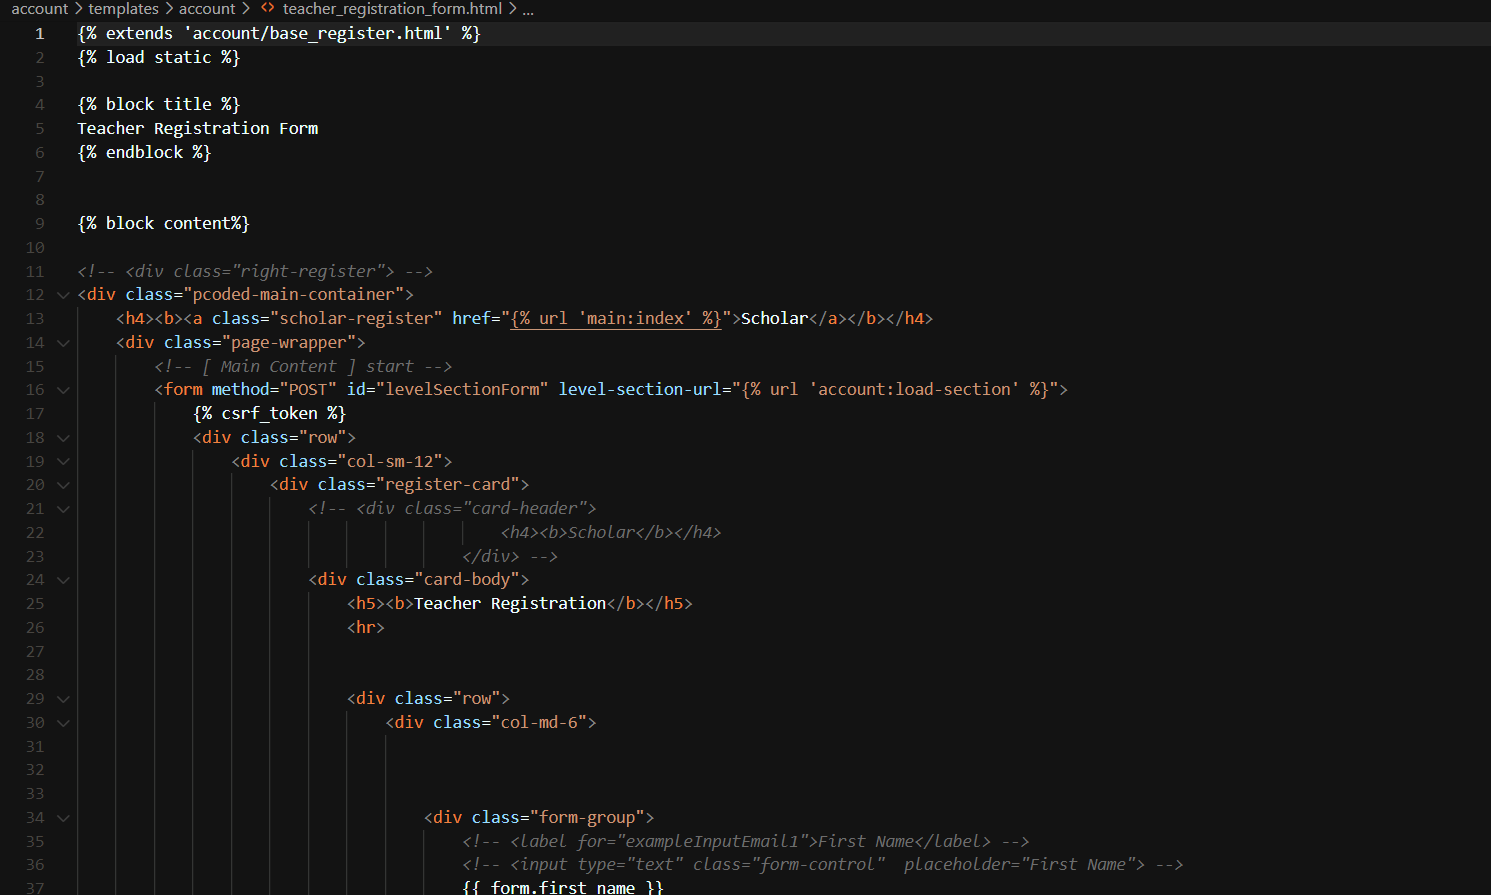 account > templates > account > <> teacher_registration_form.html > ...
1 {% extends 'account/base_register.html' %}
2 {% load static %}
3
4 {% block title %}
5 Teacher Registration Form
6 {% endblock %}
7
8
9 {% block content%}
10
11 <!-- <div class="right-register"> -->
12 <div class="pcoded-main-container">
13 <h4><b><a class="scholar-register" href="{% url 'main:index' %}">Scholar</a></b></h4>
14 <div class="page-wrapper">
15 <!-- [ Main Content ] start -->
16 <form method="POST" id="levelSectionForm" level-section-url="{% url 'account:load-section' %}">
17 {% csrf_token %}
18 <div class="row">
19 <div class="col-sm-12">
20 <div class="register-card">
21 <!-- <div class="card-header">
22 <h4><b>Scholar</b></h4>
23 </div> -->
24 <div class="card-body">
25 <h5><b>Teacher Registration</b></h5>
26 <hr>
27
28
29 <div class="row">
30 <div class="col-md-6">
31
32
33
34 <div class="form-group">
35 <!-- <label for="exampleInputEmail1">First Name</label> -->
36 <!-- <input type="text" class="form-control"  placeholder="First Name"> -->
37 {{ form.first_name }}